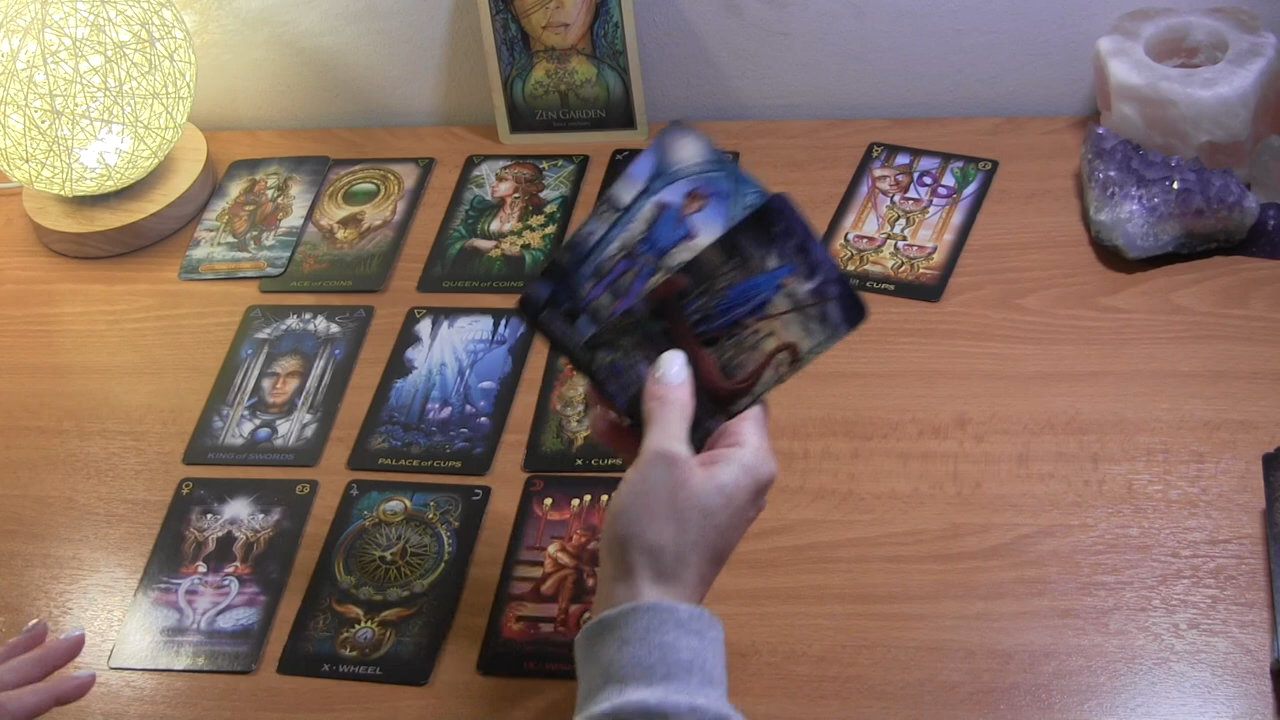 ZEN GARDEN
ACE OF COINS
QUEEN of COINS
III · CUPS
KING of SWORDS
PALACE of CUPS
X · CUPS
X · WHEEL